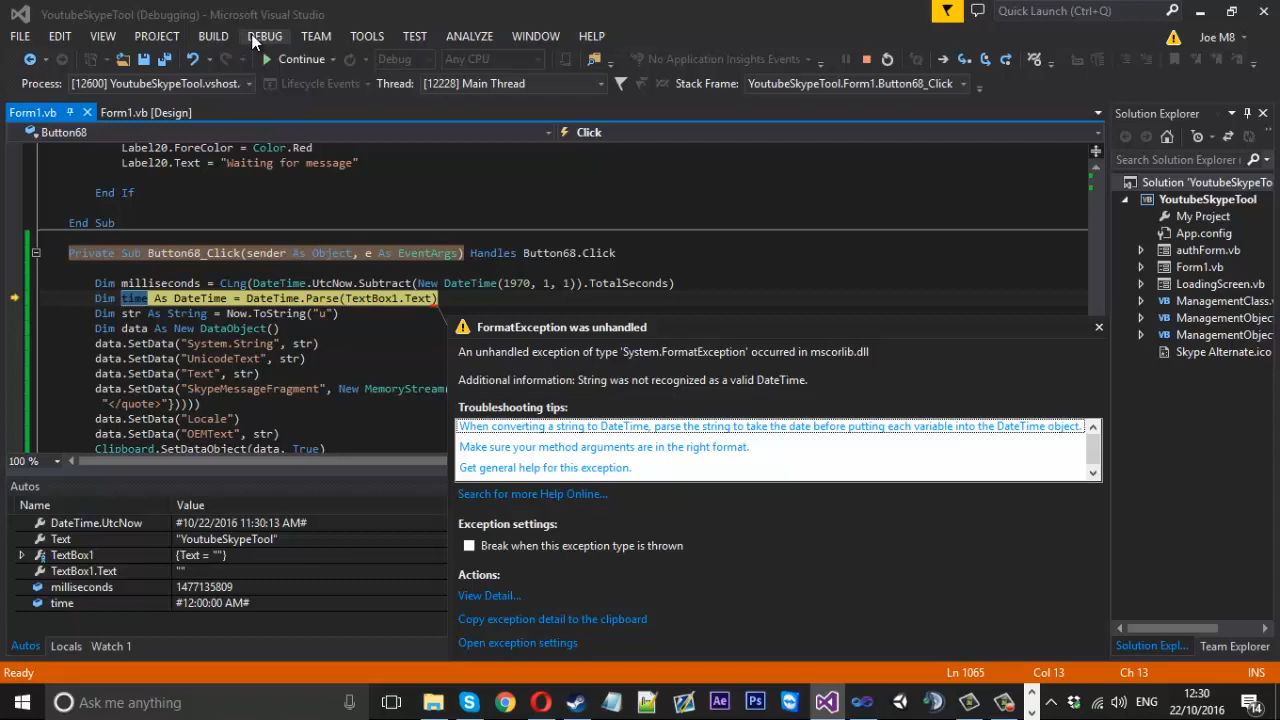 YoutubeSkypeTool (Debugging) - Microsoft Visual Studio
Quick Launch (Ctrl+Q)
FILE EDIT VIEW PROJECT BUILD DEBUG TEAM TOOLS TEST ANALYZE WINDOW HELP
Joe M8
Continue Debug Any CPU No Application Insights Events
Process: [12600] YoutubeSkypeTool.vshost. Lifecycle Events Thread: [12228] Main Thread Stack Frame: YoutubeSkypeTool.Form1.Button68_Click
Form1.vb Form1.vb [Design]
Button68 Click
Label20.ForeColor = Color.Red
Label20.Text = "Waiting for message"
End If
End Sub
Private Sub Button68_Click(sender As Object, e As EventArgs) Handles Button68.Click
Dim milliseconds = CLng(DateTime.UtcNow.Subtract(New DateTime(1970, 1, 1)).TotalSeconds)
Dim time As DateTime = DateTime.Parse(TextBox1.Text)
Dim str As String = Now.ToString("u")
Dim data As New DataObject()
data.SetData("System.String", str)
data.SetData("UnicodeText", str)
data.SetData("Text", str)
data.SetData("SkypeMessageFragment", New MemoryStream
"</quote>"})))
data.SetData("Locale")
data.SetData("OEMText", str)
Clipboard.SetDataObject(data, True)
100 %
FormatException was unhandled
An unhandled exception of type 'System.FormatException' occurred in mscorlib.dll
Additional information: String was not recognized as a valid DateTime.
Troubleshooting tips:
When converting a string to DateTime, parse the string to take the date before putting each variable into the DateTime object.
Make sure your method arguments are in the right format.
Get general help for this exception.
Search for more Help Online...
Exception settings:
Break when this exception type is thrown
Actions:
View Detail...
Copy exception detail to the clipboard
Open exception settings
Autos
Name Value
DateTime.UtcNow #10/22/2016 11:30:13 AM#
Text "YoutubeSkypeTool"
TextBox1 {Text = ""}
TextBox1.Text ""
milliseconds 1477135809
time #12:00:00 AM#
Autos Locals Watch 1
Solution Explorer
Search Solution Explorer
Solution 'YoutubeSkypeTo
YoutubeSkypeTool
My Project
App.config
authForm.vb
Form1.vb
LoadingScreen.vb
ManagementClass.
ManagementObjec
ManagementObjec
Skype Alternate.ico
Solution Expl... Team Explorer
Ready Ln 1065 Col 13 Ch 13 INS
Ask me anything
Ae Ps
ENG
12:30
22/10/2016
14